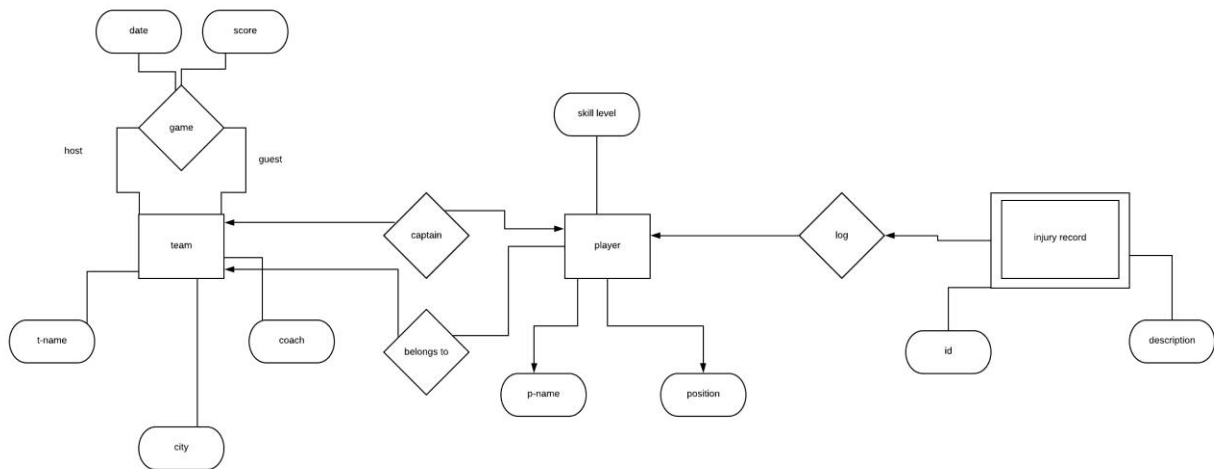 date
score
game
host
guest
skill level
team
captain
player
log
injury record
t-name
coach
belongs to
id
description
p-name
position
city